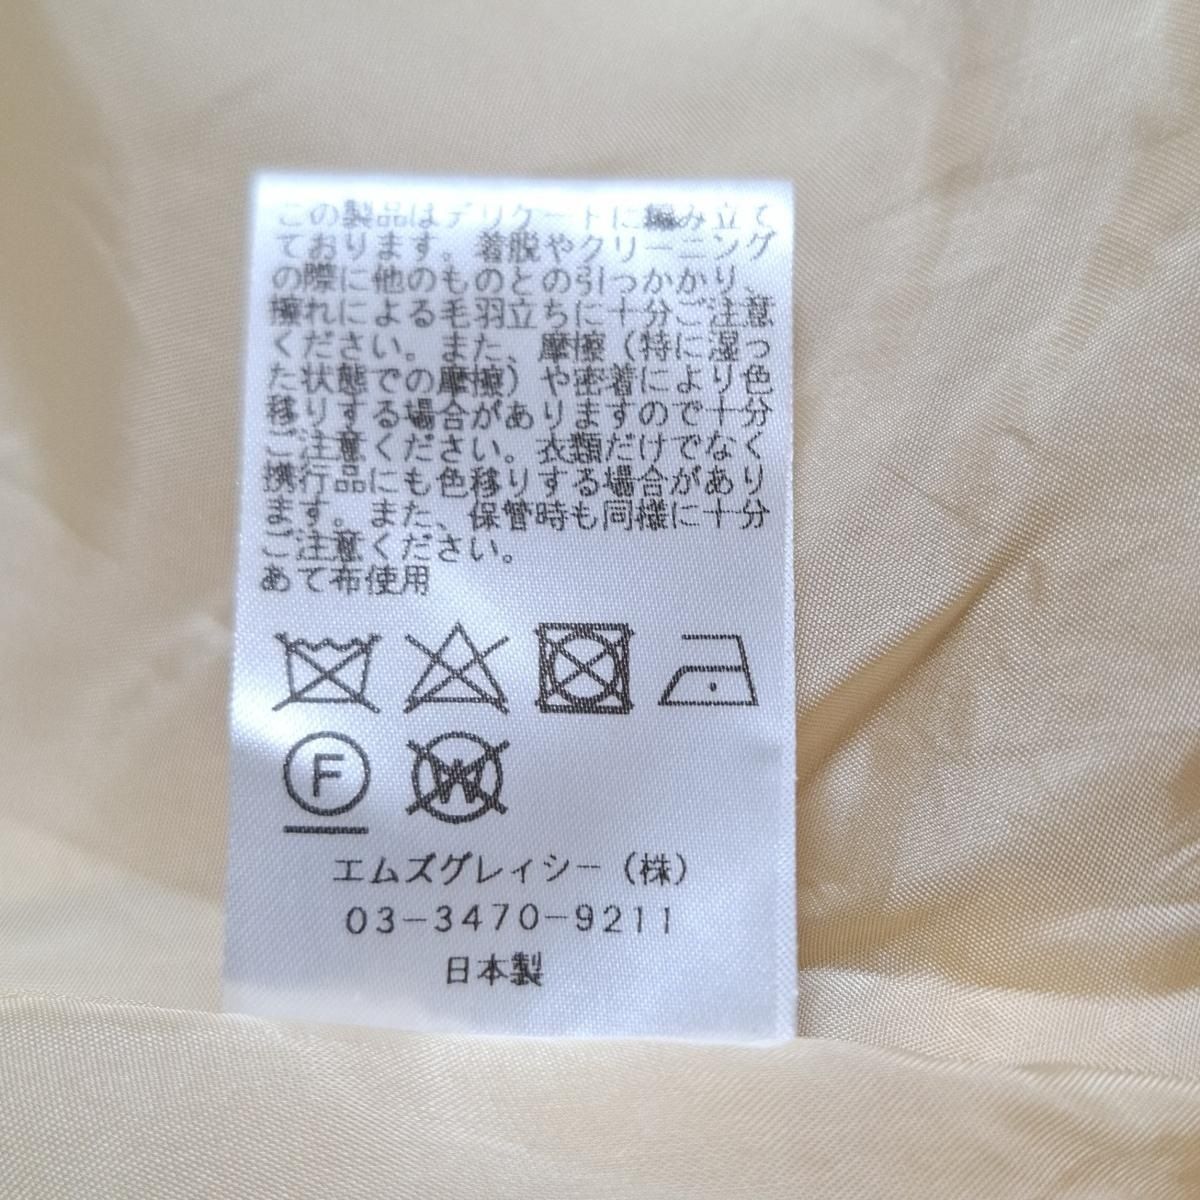 この製品はデリケートに編み立て
ております。着脱やクリーニング
の際に他のものとの引っかかり、
擦れによる毛羽立ちに十分ご注意
ください。また、摩擦（特に湿っ
た状態での摩擦）や密着により色
移りする場合がありますので十分
ご注意ください。衣類だけでなく
携行品にも色移りする場合があり
ます。また、保管時も同様に十分
ご注意ください。
あて布使用
F W
エムズグレィシー（株）
03-3470-9211
日本製